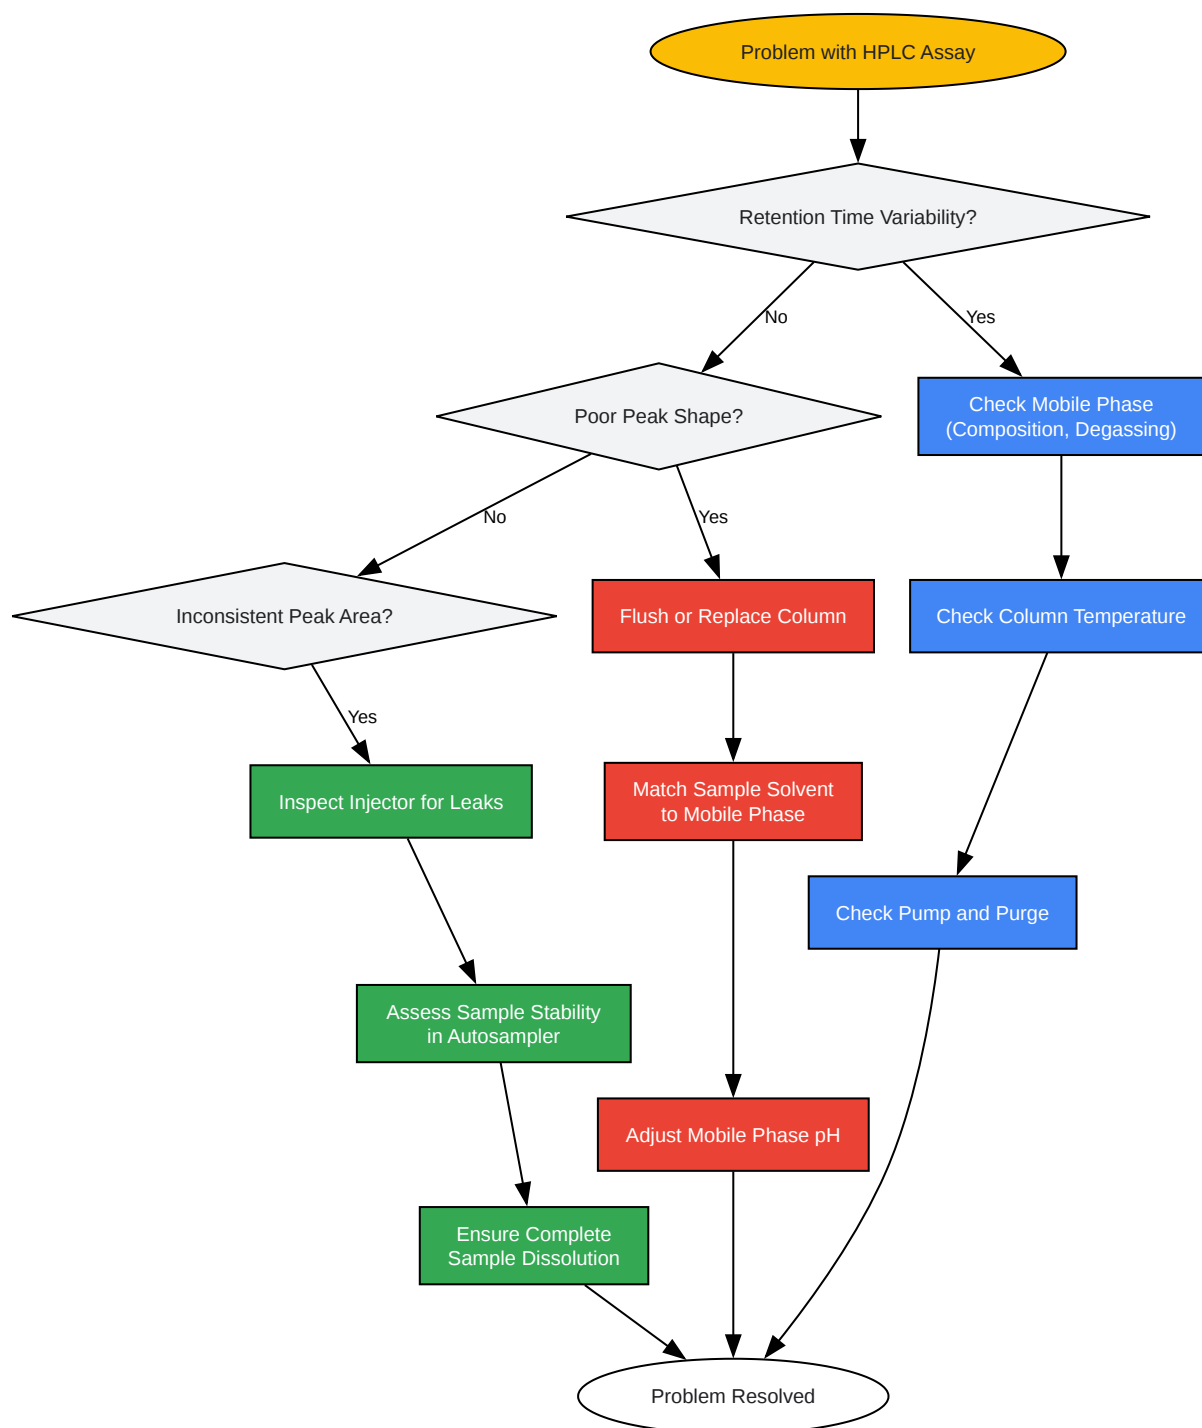 Problem with HPLC Assay
Retention Time Variability?
No
Yes
Poor Peak Shape?
Check Mobile Phase
(Composition, Degassing)
No
Yes
Inconsistent Peak Area?
Flush or Replace Column
Check Column Temperature
Yes
Inspect Injector for Leaks
Match Sample Solvent
to Mobile Phase
Check Pump and Purge
Assess Sample Stability
in Autosampler
Adjust Mobile Phase pH
Ensure Complete
Sample Dissolution
Problem Resolved